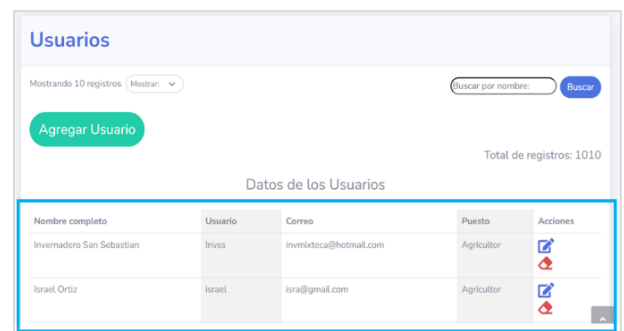 Usuarios
Mostrando 10 registros Mostrar:
Buscar por nombre: Buscar
Agregar Usuario
Total de registros: 1010
Datos de los Usuarios
Nombre completo Usuario Correo Puesto Acciones
Invernadero San Sebastian Invss invmixteca@hotmail.com Agricultor
Israel Ortiz israel isra@gmail.com Agricultor